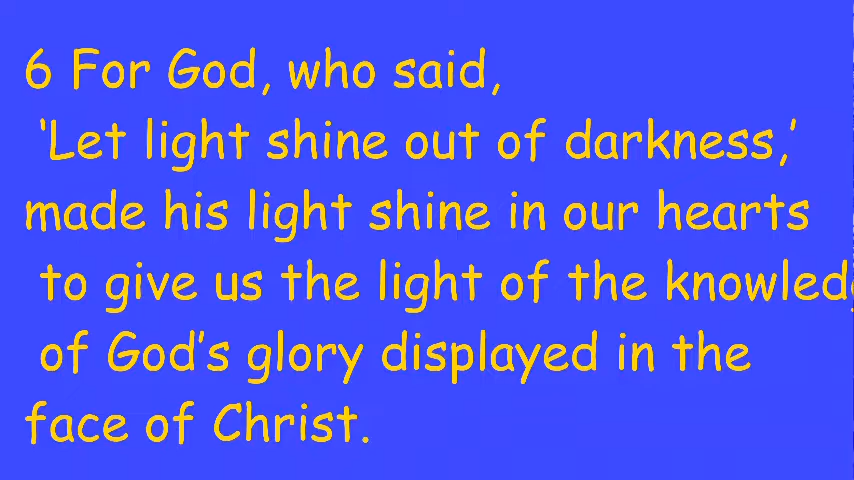 6 For God, who said,
‘Let light shine out of darkness,’
made his light shine in our hearts
to give us the light of the knowled
of God’s glory displayed in the
face of Christ.